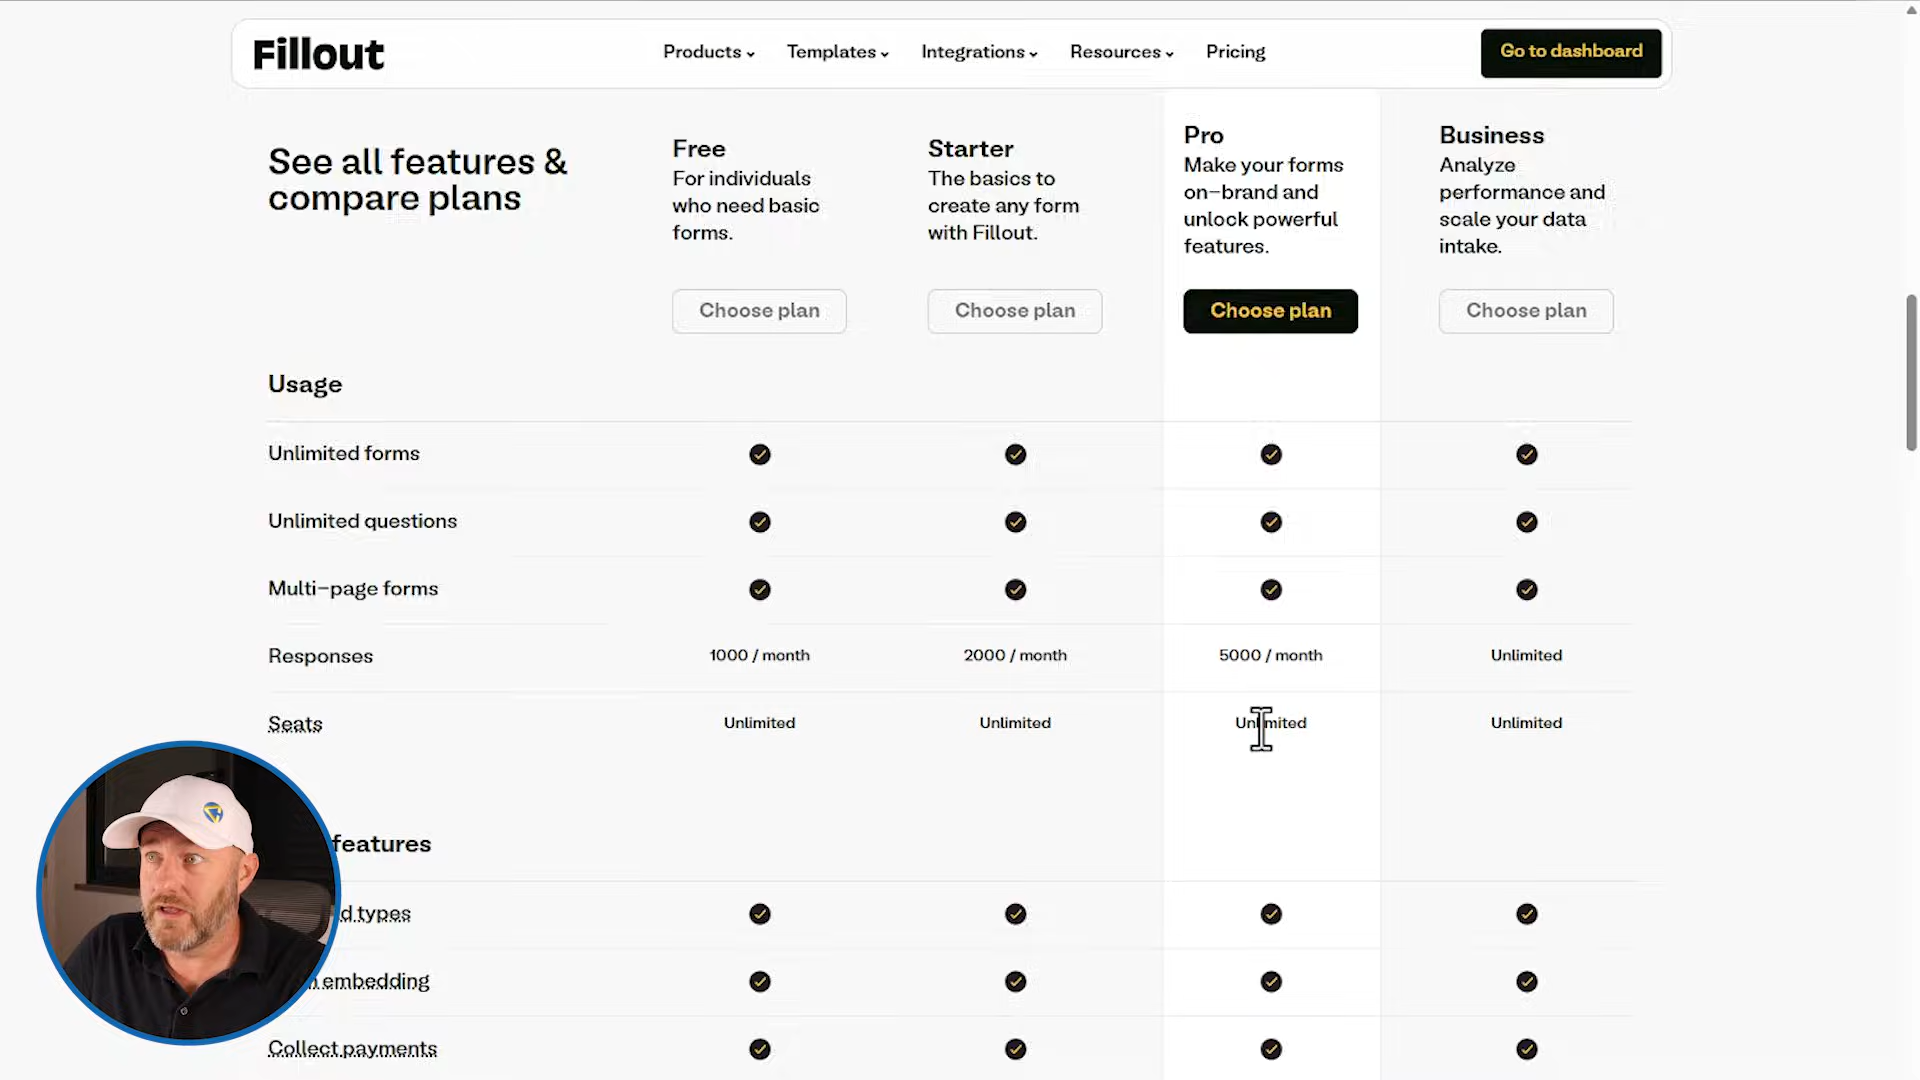 Fillout
Products
Templates
Integrations
Resources
Pricing
Go to dashboard
See all features &
compare plans
Free
For individuals
who need basic
forms.
Choose plan
Starter
The basics to
create any form
with Fillout.
Choose plan
Pro
Make your forms
on-brand and
unlock powerful
features.
Choose plan
Business
Analyze
performance and
scale your data
intake.
Choose plan
Usage
Unlimited forms
Unlimited questions
Multi-page forms
Responses 1000 / month 2000 / month 5000 / month Unlimited
Seats Unlimited Unlimited Unlimited Unlimited
features
types
embedding
Collect payments